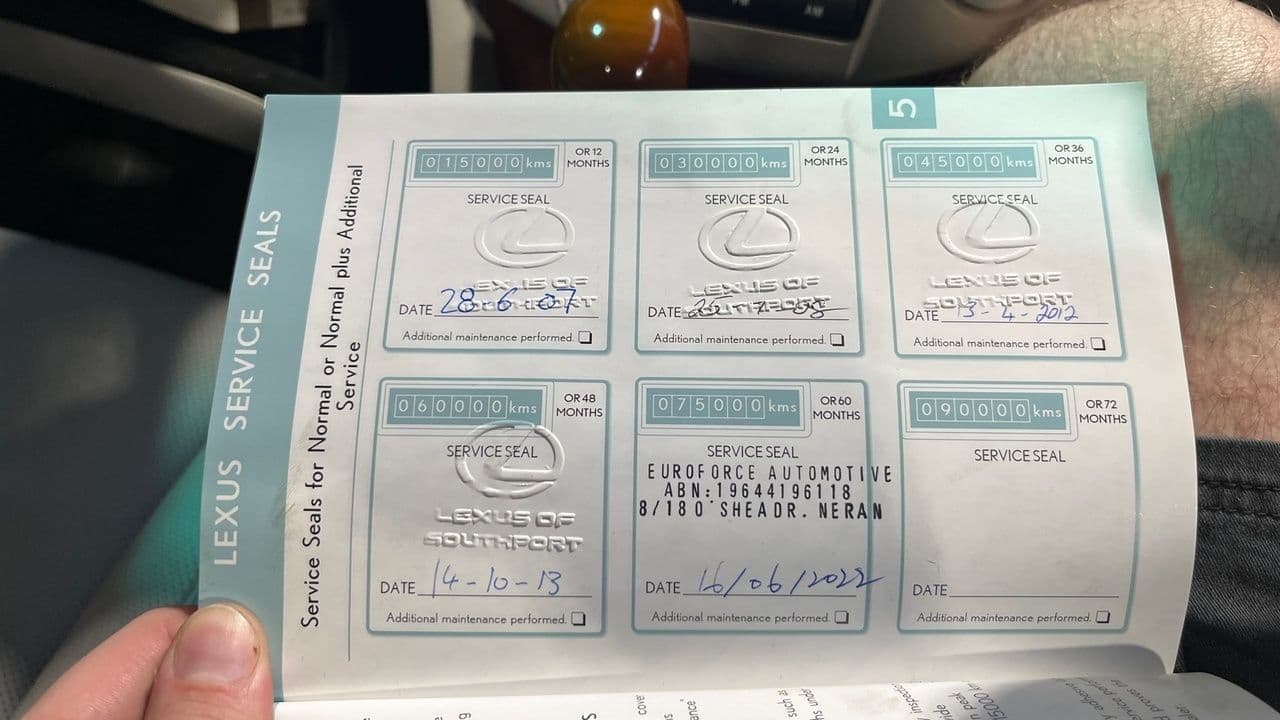 LEXUS SERVICE SEALS
Service Seals for Normal or Normal plus Additional
Service
5
015000 kms
OR 12
MONTHS
SERVICE SEAL
LEXUS OF
SOUTHPORT
DATE 28-6-07
Additional maintenance performed.
030000 kms
OR 24
MONTHS
SERVICE SEAL
LEXUS OF
SOUTHPORT
DATE
Additional maintenance performed.
045000 kms
OR 36
MONTHS
SERVICE SEAL
LEXUS OF
SOUTHPORT
DATE 13-4-2012
Additional maintenance performed.
060000 kms
OR 48
MONTHS
SERVICE SEAL
LEXUS OF
SOUTHPORT
DATE 14-10-13
Additional maintenance performed.
075000 kms
OR 60
MONTHS
SERVICE SEAL
EUROFORCE AUTOMOTIVE
ABN:19644196118
8/180 SHEADR. NERAN
DATE 16/06/2022
Additional maintenance performed.
090000 kms
OR 72
MONTHS
SERVICE SEAL
DATE
Additional maintenance performed.